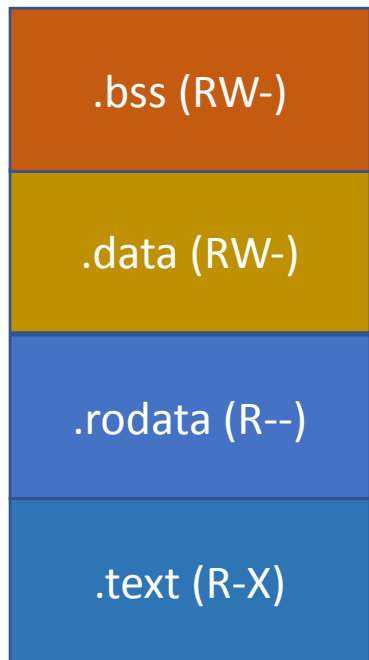 .bss (RW-)
.data (RW-)
.rodata (R--)
.text (R-X)